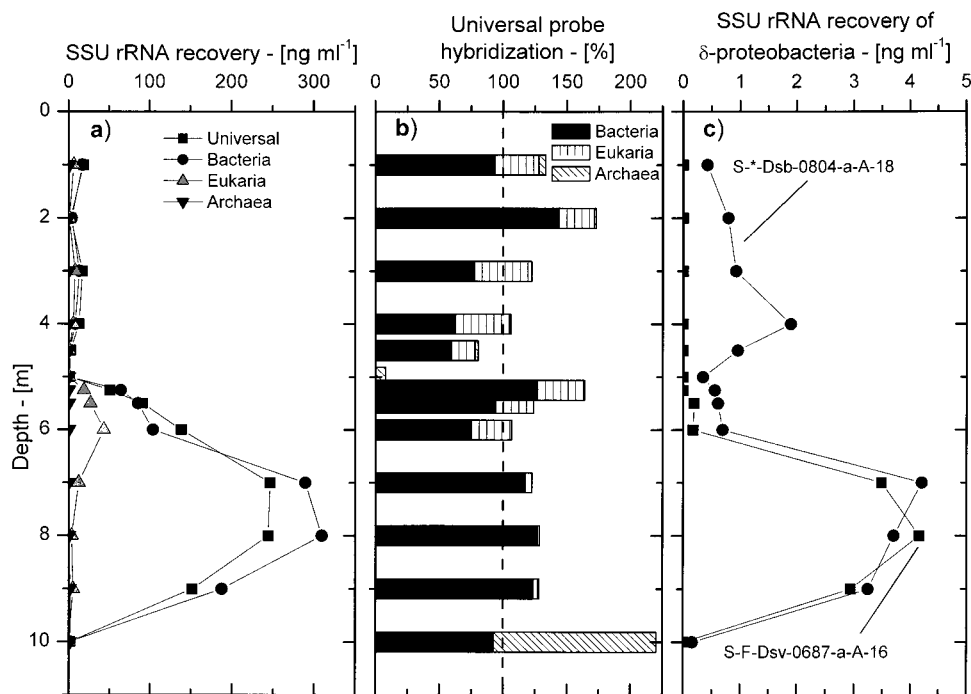 SSU rRNA recovery - [ng ml⁻¹]
0 100 200 300
Universal probe
hybridization - [%]
0 50 100 150 200
SSU rRNA recovery of
δ-proteobacteria - [ng ml⁻¹]
0 1 2 3 4 5
Depth - [m]
0
2
4
6
8
10
a)
Universal
Bacteria
Eukaria
Archaea
b)
Bacteria
Eukaria
Archaea
c)
S-*-Dsb-0804-a-A-18
S-F-Dsv-0687-a-A-16